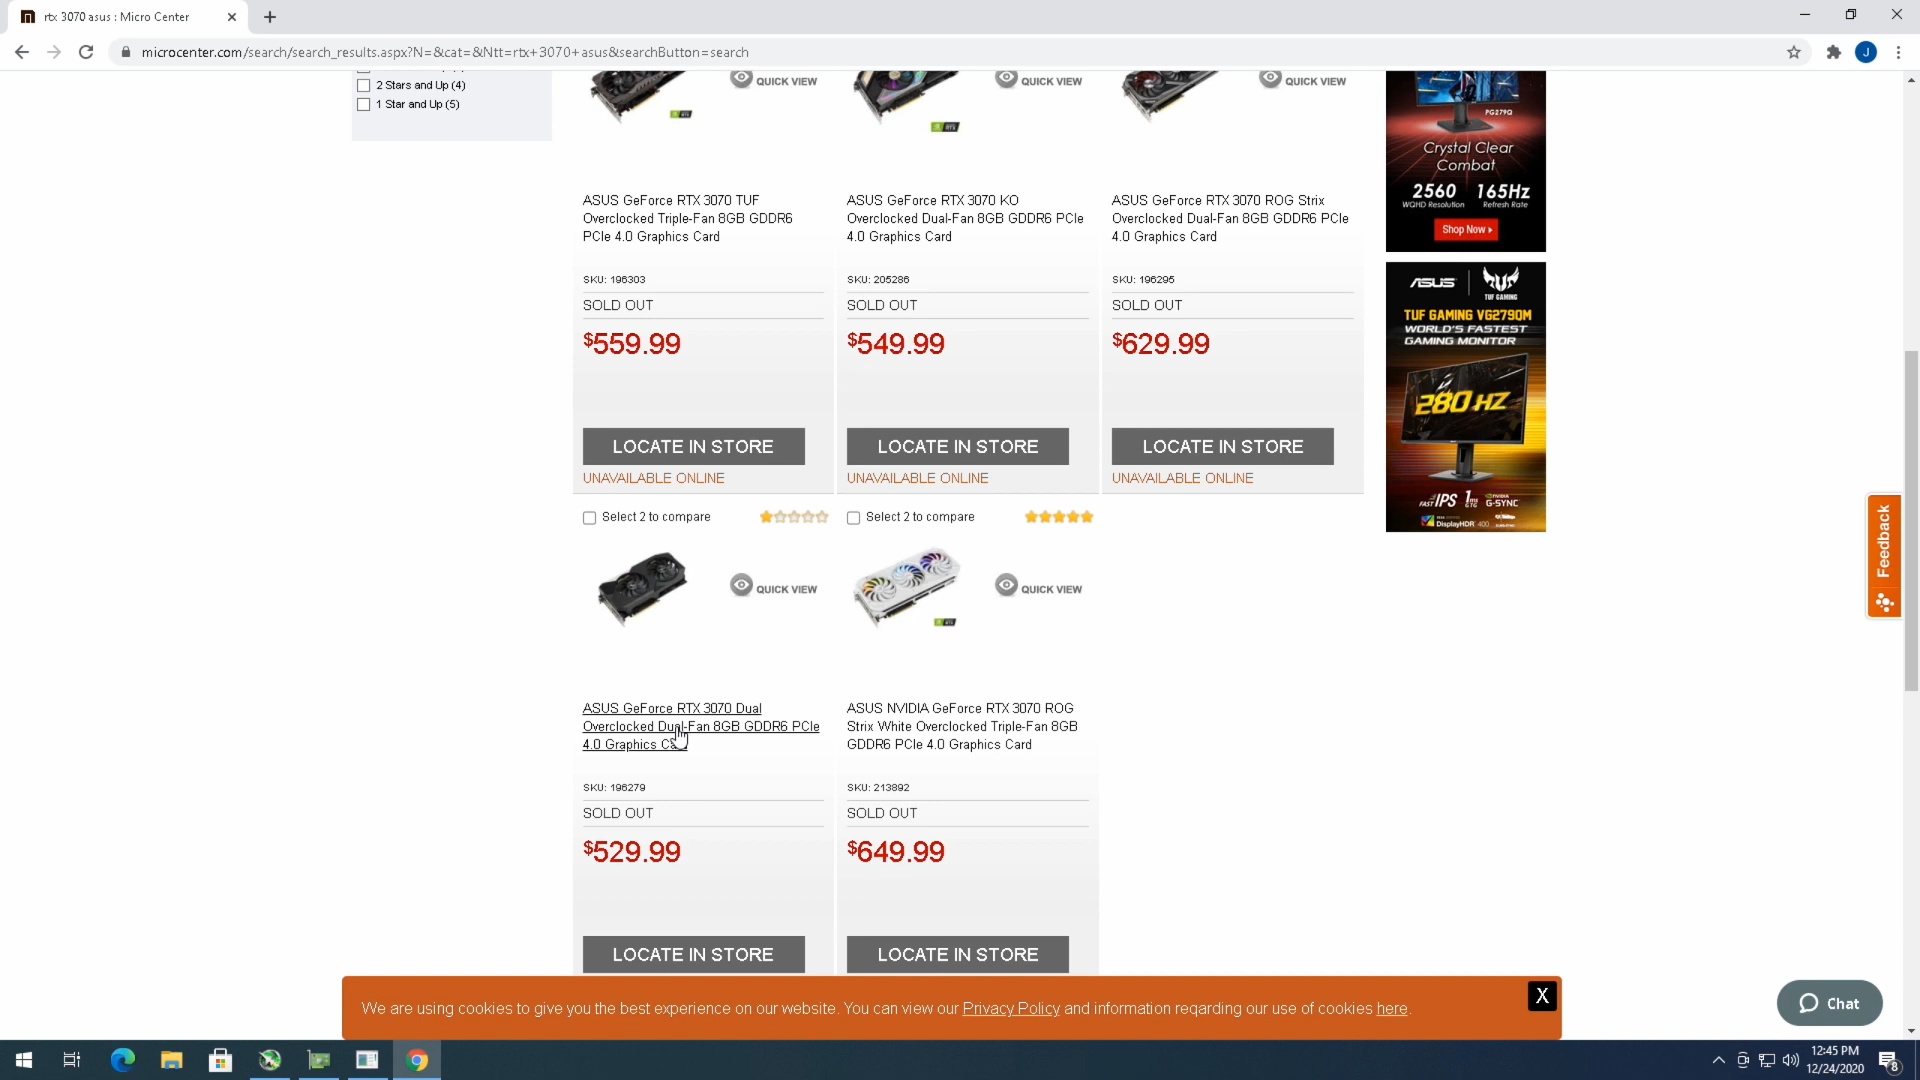 rtx 3070 asus : Micro Center
microcenter.com/search/search_results.aspx?N=&cat=&Ntt=rtx+3070+asus&searchButton=search
J
2 Stars and Up (4)
1 Star and Up (5)
QUICK VIEW
QUICK VIEW
QUICK VIEW
ASUS GeForce RTX 3070 TUF
Overclocked Triple-Fan 8GB GDDR6
PCIe 4.0 Graphics Card
SKU: 196303
SOLD OUT
$559.99
LOCATE IN STORE
UNAVAILABLE ONLINE
ASUS GeForce RTX 3070 KO
Overclocked Dual-Fan 8GB GDDR6 PCIe
4.0 Graphics Card
SKU: 205286
SOLD OUT
$549.99
LOCATE IN STORE
UNAVAILABLE ONLINE
ASUS GeForce RTX 3070 ROG Strix
Overclocked Dual-Fan 8GB GDDR6 PCIe
4.0 Graphics Card
SKU: 196295
SOLD OUT
$629.99
LOCATE IN STORE
UNAVAILABLE ONLINE
PG279Q
Crystal Clear
Combat
2560 165Hz
WQHD Resolution Refresh Rate
Shop Now
ASUS TUF GAMING
TUF GAMING VG279QM
WORLD'S FASTEST
GAMING MONITOR
280 HZ
FAST IPS 1ms GTG NVIDIA G-SYNC
DisplayHDR 400
Select 2 to compare
QUICK VIEW
ASUS GeForce RTX 3070 Dual
Overclocked Dual-Fan 8GB GDDR6 PCIe
4.0 Graphics
SKU: 196279
SOLD OUT
$529.99
LOCATE IN STORE
Select 2 to compare
QUICK VIEW
ASUS NVIDIA GeForce RTX 3070 ROG
Strix White Overclocked Triple-Fan 8GB
GDDR6 PCIe 4.0 Graphics Card
SKU: 213892
SOLD OUT
$649.99
LOCATE IN STORE
Feedback
We are using cookies to give you the best experience on our website. You can view our Privacy Policy and information regarding our use of cookies here.
X
Chat
12:45 PM
12/24/2020
8